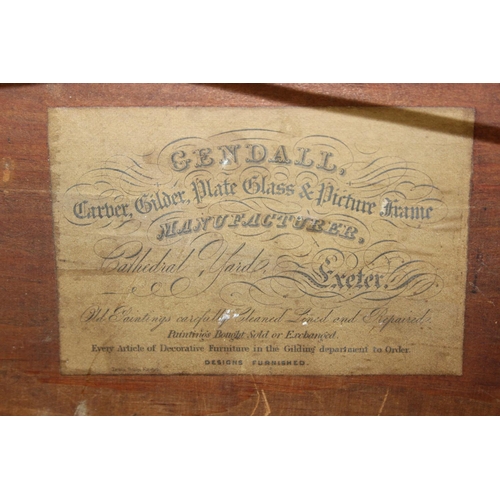 GENDALL,
Carver, Gilder, Plate Glass & Picture Frame
MANUFACTURER,
Cathedral Yard, Exeter.
Old Paintings carefully Cleaned Lined and Repaired.
Paintings Bought Sold or Exchanged.
Every Article of Decorative Furniture in the Gilding department to Order
DESIGNS FURNISHED.